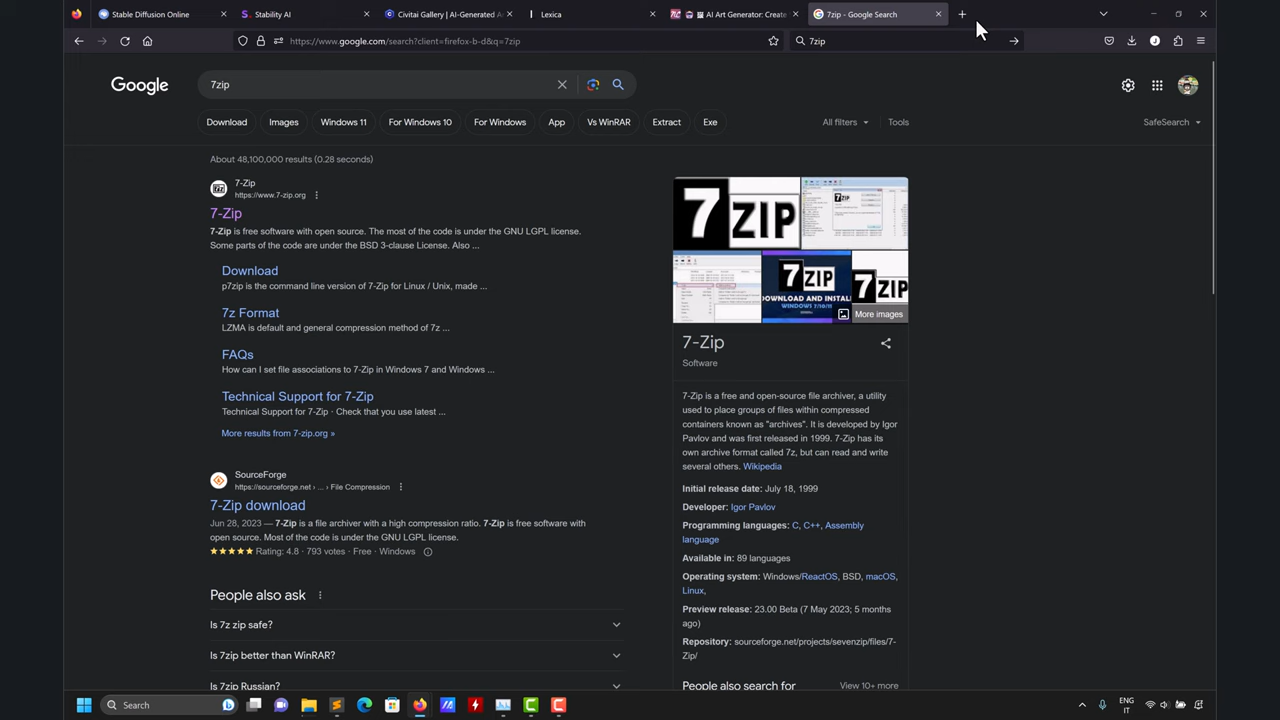 Stable Diffusion Online
Stability AI
Civitai Gallery | AI-Generated A
Lexica
AI Art Generator: Create
7zip - Google Search
https://www.google.com/search?client=firefox-b-d&q=7zip
7zip
Google
7zip
Download
Images
Windows 11
For Windows 10
For Windows
App
Vs WinRAR
Extract
Exe
All filters
Tools
SafeSearch
About 48,100,000 results (0.28 seconds)
7-Zip
https://www.7-zip.org
7-Zip
7-Zip is free software with open source. The most of the code is under the GNU LGPL license.
Some parts of the code are under the BSD 3-clause License. Also ...
Download
p7zip is the command line version of 7-Zip for Linux / Unix, made ...
7z Format
LZMA is default and general compression method of 7z ...
FAQs
How can I set file associations to 7-Zip in Windows 7 and Windows ...
Technical Support for 7-Zip
Technical Support for 7-Zip · Check that you use latest ...
More results from 7-zip.org »
SourceForge
https://sourceforge.net › ... › File Compression
7-Zip download
Jun 28, 2023 — 7-Zip is a file archiver with a high compression ratio. 7-Zip is free software with
open source. Most of the code is under the GNU LGPL license.
Rating: 4.8 · 793 votes · Free · Windows
People also ask
Is 7z zip safe?
Is 7zip better than WinRAR?
Is 7zip Russian?
7ZIP
7ZIP
7ZIP
DOWNLOAD AND INSTALL
7ZIP
More images
7-Zip
Software
7-Zip is a free and open-source file archiver, a utility
used to place groups of files within compressed
containers known as "archives". It is developed by Igor
Pavlov and was first released in 1999. 7-Zip has its
own archive format called 7z, but can read and write
several others. Wikipedia
Initial release date: July 18, 1999
Developer: Igor Pavlov
Programming languages: C, C++, Assembly
language
Available in: 89 languages
Operating system: Windows/ReactOS, BSD, macOS,
Linux,
Preview release: 23.00 Beta (7 May 2023; 5 months
ago)
Repository: sourceforge.net/projects/sevenzip/files/7-
Zip/
People also search for
View 10+ more
Search
ENG
IT